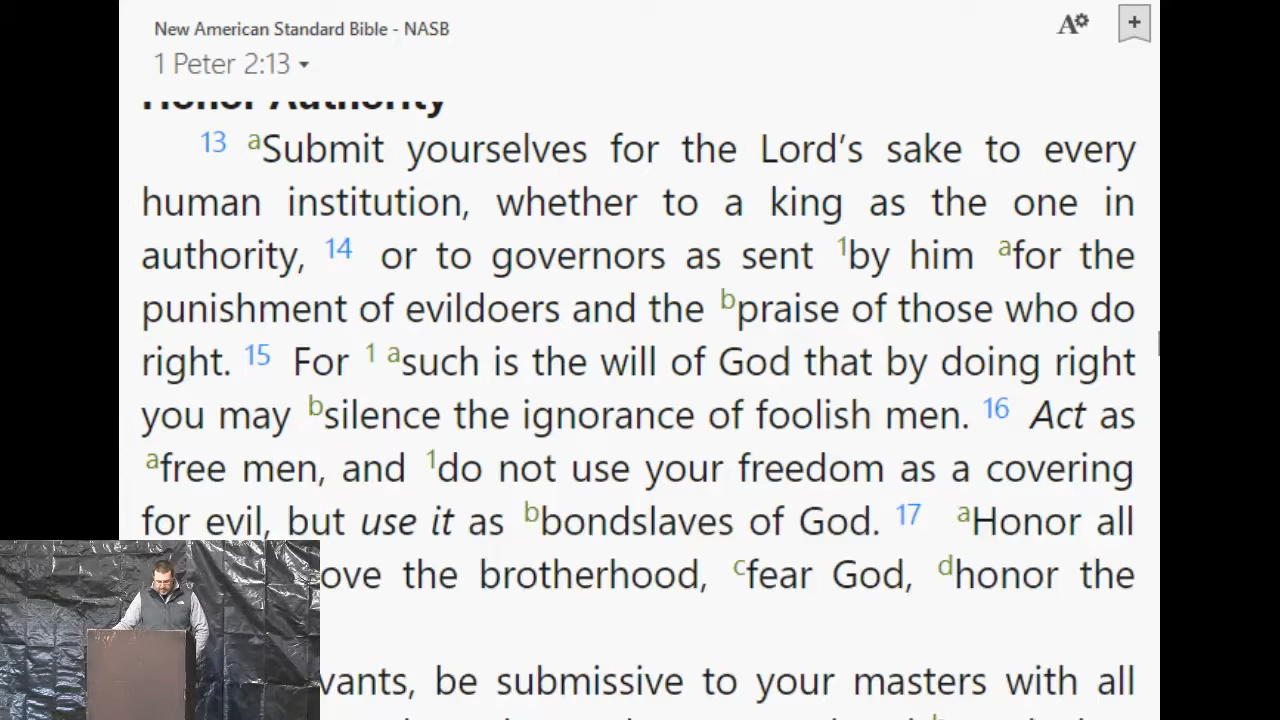 New American Standard Bible - NASB
1 Peter 2:13
Honor Authority
13 aSubmit yourselves for the Lord's sake to every
human institution, whether to a king as the one in
authority, 14 or to governors as sent 1by him afor the
punishment of evildoers and the bpraise of those who do
right. 15 For 1 asuch is the will of God that by doing right
you may bsilence the ignorance of foolish men. 16 Act as
afree men, and 1do not use your freedom as a covering
for evil, but use it as bbondslaves of God. 17 aHonor all
ove the brotherhood, cfear God, dhonor the
vants, be submissive to your masters with all